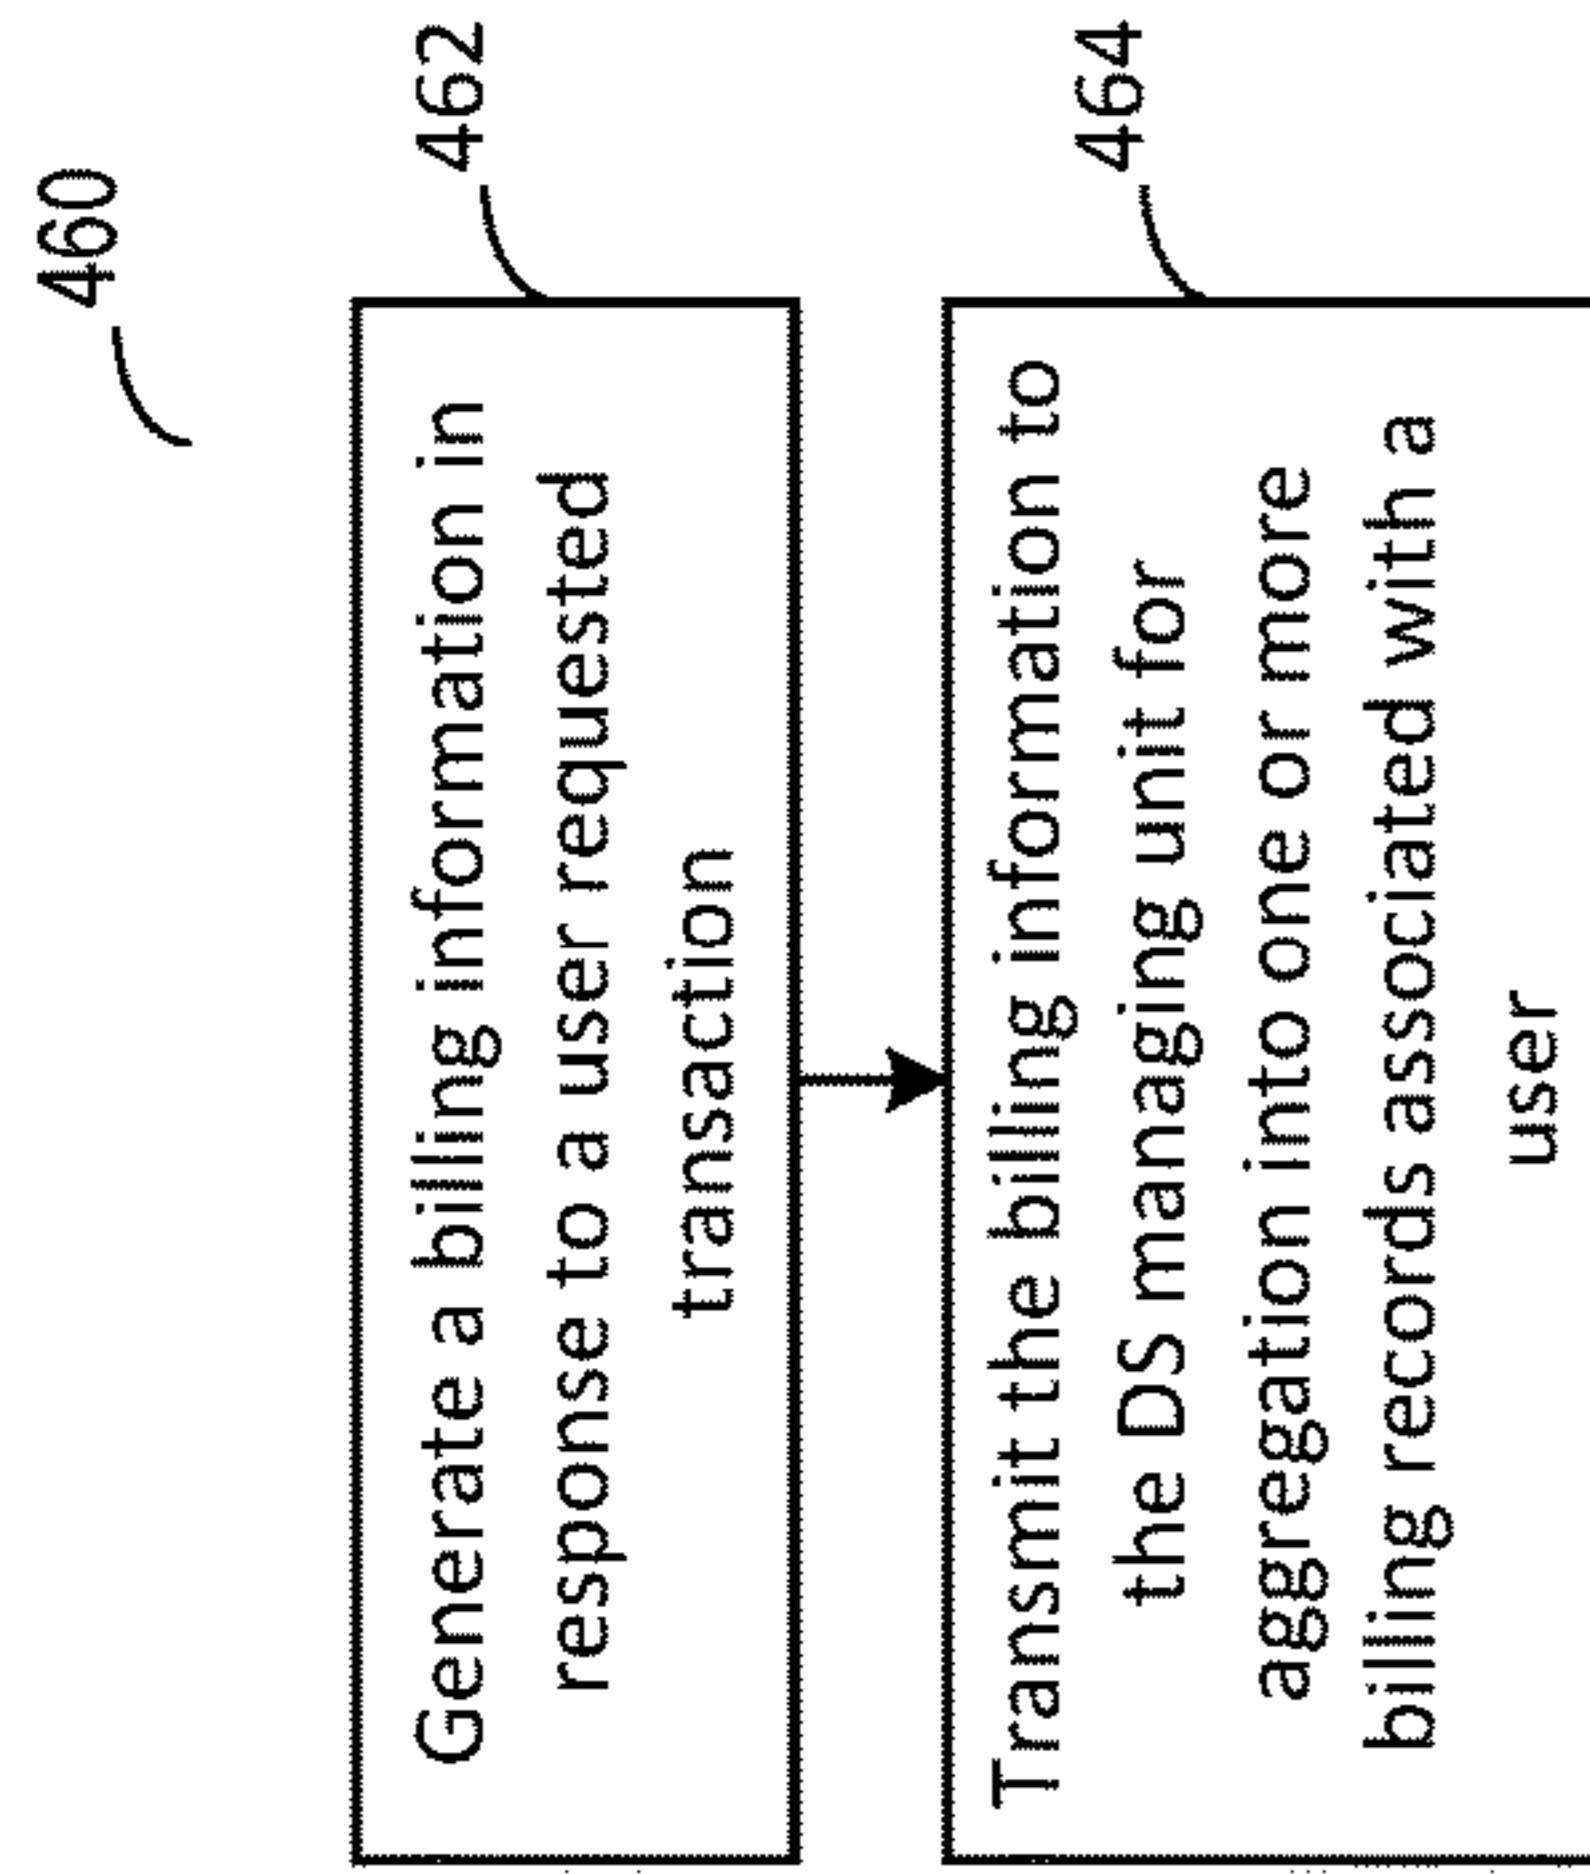 460
462
Generate a billing information in
response to a user requested
transaction
464
Transmit the billing information to
the DS managing unit for
aggregation into one or more
billing records associated with a
user